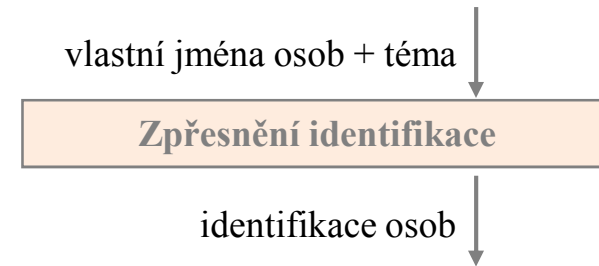 vlastní jména osob + téma
Zpřesnění identifikace
identifikace osob